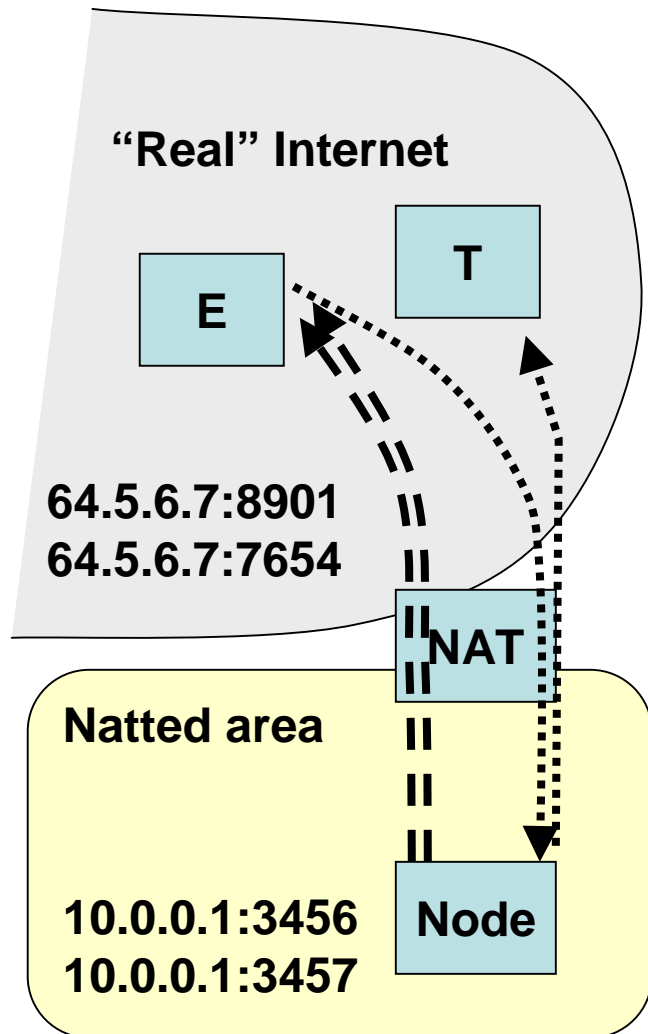 “Real” Internet
T
E
64.5.6.7:8901
64.5.6.7:7654
NAT
Natted area
10.0.0.1:3456
10.0.0.1:3457
Node